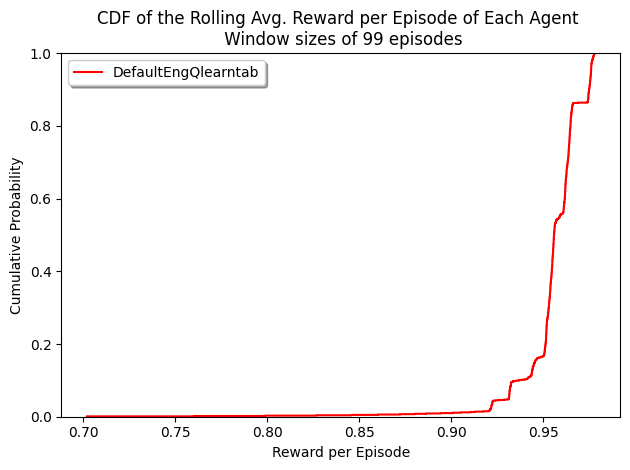 CDF of the Rolling Avg. Reward per Episode of Each Agent
Window sizes of 99 episodes
DefaultEngQlearntab
Cumulative Probability
1.0
0.8
0.6
0.4
0.2
0.0
0.70 0.75 0.80 0.85 0.90 0.95
Reward per Episode